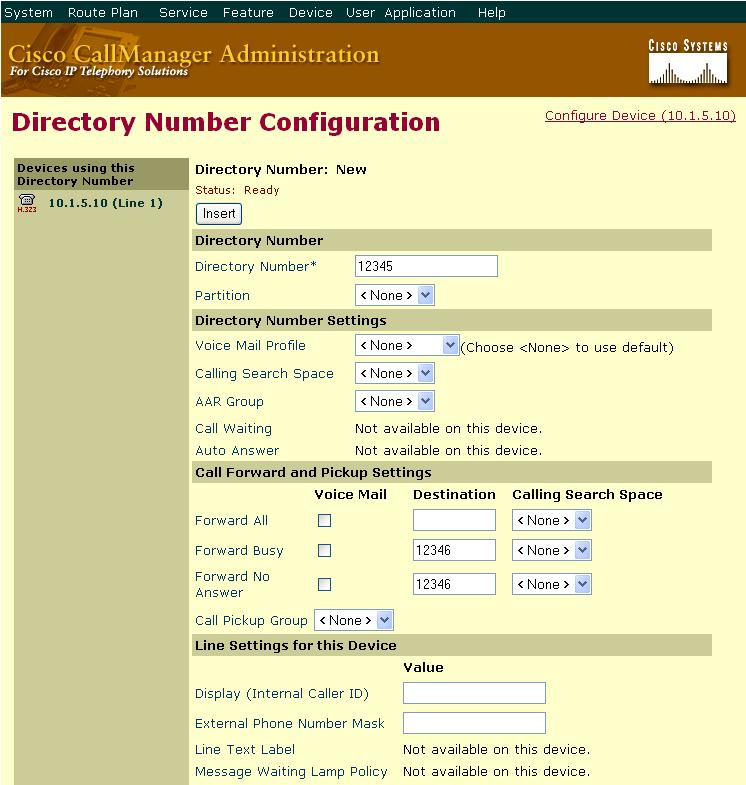 System Route Plan Service Feature Device User Application Help
Cisco CallManager Administration
For Cisco IP Telephony Solutions
CISCO SYSTEMS
Directory Number Configuration
Configure Device (10.1.5.10)
Devices using this
Directory Number
H.323
10.1.5.10 (Line 1)
Directory Number: New
Status: Ready
Insert
Directory Number
Directory Number* 12345
Partition < None >
Directory Number Settings
Voice Mail Profile < None > (Choose <None> to use default)
Calling Search Space < None >
AAR Group < None >
Call Waiting Not available on this device.
Auto Answer Not available on this device.
Call Forward and Pickup Settings
Voice Mail Destination Calling Search Space
Forward All < None >
Forward Busy 12346 < None >
Forward No
Answer 12346 < None >
Call Pickup Group < None >
Line Settings for this Device
Value
Display (Internal Caller ID)
External Phone Number Mask
Line Text Label Not available on this device.
Message Waiting Lamp Policy Not available on this device.